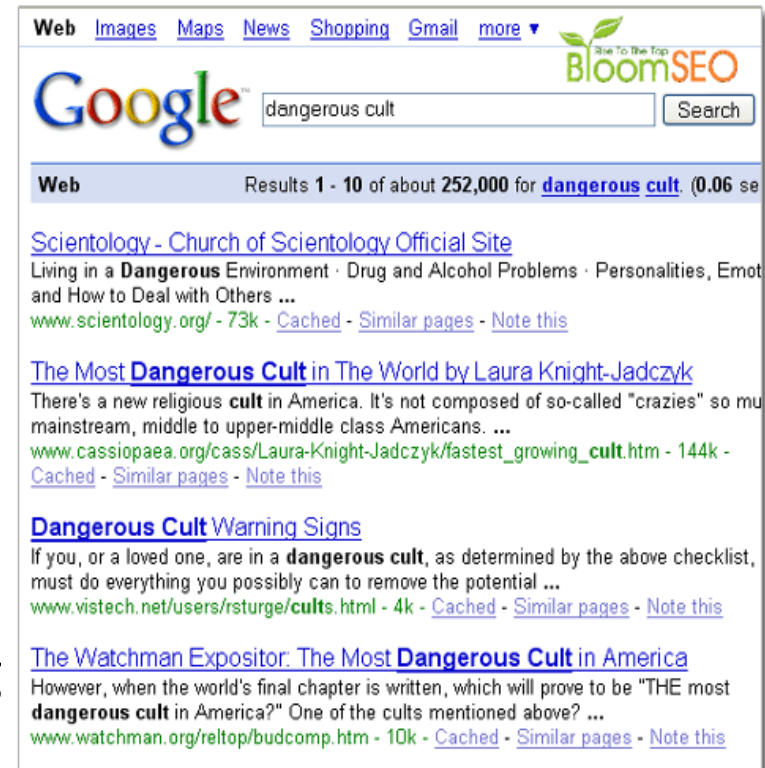 Web Images Maps News Shopping Gmail more ▼
Rise To The Top
BloomSEO
Google™ dangerous cult Search
Web Results 1 - 10 of about 252,000 for dangerous cult. (0.06 se
Scientology - Church of Scientology Official Site
Living in a Dangerous Environment · Drug and Alcohol Problems · Personalities, Emot
and How to Deal with Others ...
www.scientology.org/ - 73k - Cached - Similar pages - Note this
The Most Dangerous Cult in The World by Laura Knight-Jadczyk
There's a new religious cult in America. It's not composed of so-called "crazies" so mu
mainstream, middle to upper-middle class Americans. ...
www.cassiopaea.org/cass/Laura-Knight-Jadczyk/fastest_growing_cult.htm - 144k -
Cached - Similar pages - Note this
Dangerous Cult Warning Signs
If you, or a loved one, are in a dangerous cult, as determined by the above checklist,
must do everything you possibly can to remove the potential ...
www.vistech.net/users/rsturge/cults.html - 4k - Cached - Similar pages - Note this
The Watchman Expositor: The Most Dangerous Cult in America
However, when the world's final chapter is written, which will prove to be "THE most
dangerous cult in America?" One of the cults mentioned above? ...
www.watchman.org/reltop/budcomp.htm - 10k - Cached - Similar pages - Note this